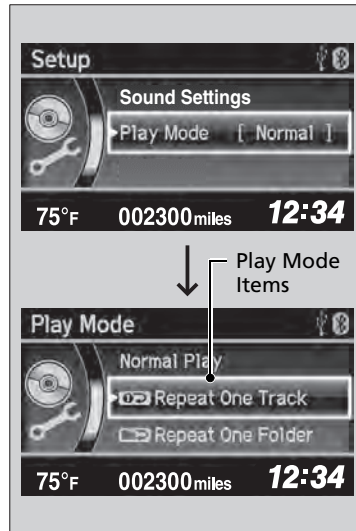 Setup
Sound Settings
Play Mode [ Normal ]
75°F 002300 miles 12:34
Play Mode
Items
Play Mode
Normal Play
Repeat One Track
Repeat One Folder
75°F 002300 miles 12:34